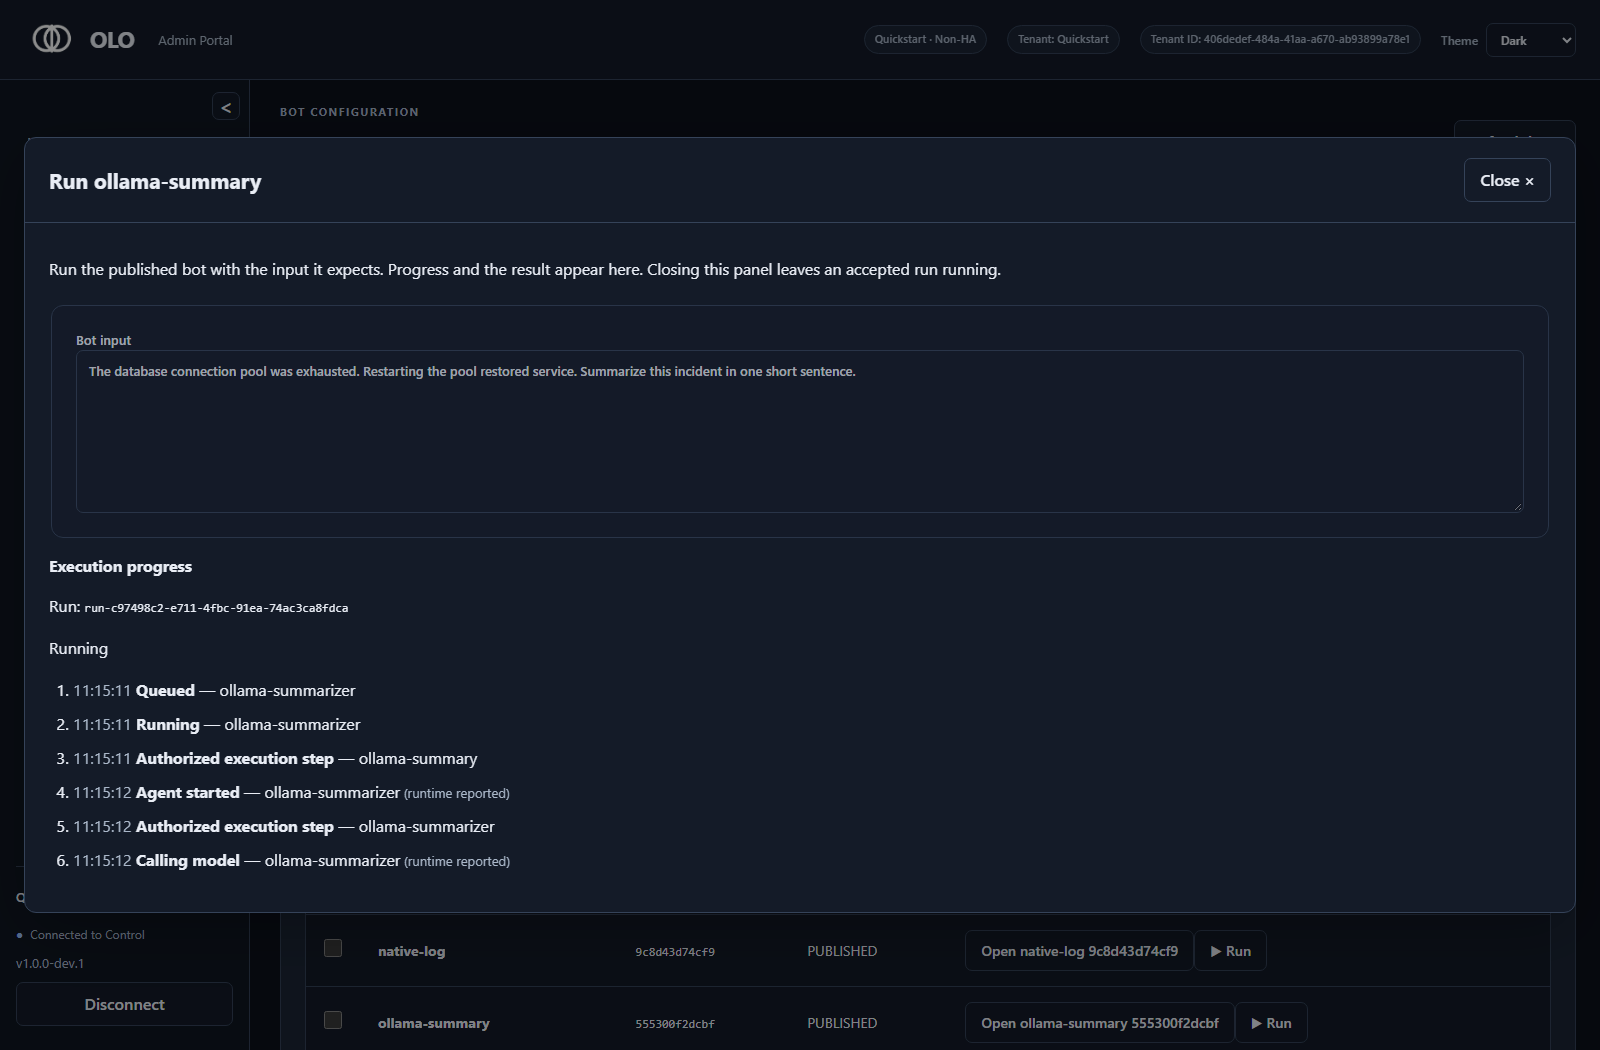 OLO
Admin Portal
Quickstart · Non-HA
Tenant: Quickstart
Tenant ID: 406dedef-484a-41aa-a670-ab93899a78e1
Theme
Dark
<
BOT CONFIGURATION
Run ollama-summary
Close ×
Run the published bot with the input it expects. Progress and the result appear here. Closing this panel leaves an accepted run running.
Bot input
The database connection pool was exhausted. Restarting the pool restored service. Summarize this incident in one short sentence.
Execution progress
Run: run-c97498c2-e711-4fbc-91ea-74ac3ca8fdca
Running
1. 11:15:11 Queued — ollama-summarizer
2. 11:15:11 Running — ollama-summarizer
3. 11:15:11 Authorized execution step — ollama-summary
4. 11:15:12 Agent started — ollama-summarizer (runtime reported)
5. 11:15:12 Authorized execution step — ollama-summarizer
6. 11:15:12 Calling model — ollama-summarizer (runtime reported)
Connected to Control
v1.0.0-dev.1
Disconnect
native-log
9c8d43d74cf9
PUBLISHED
Open native-log 9c8d43d74cf9
▶ Run
ollama-summary
555300f2dcbf
PUBLISHED
Open ollama-summary 555300f2dcbf
▶ Run